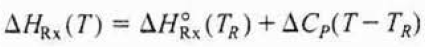 ΔH_Rx(T) = ΔH°_Rx(T_R) + ΔC_P(T − T_R)